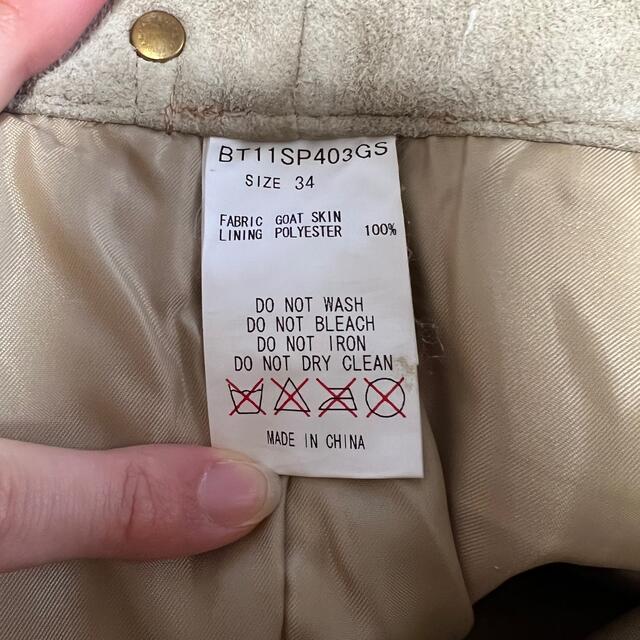 BT11SP403GS
SIZE 34
FABRIC GOAT SKIN
LINING POLYESTER 100%
DO NOT WASH
DO NOT BLEACH
DO NOT IRON
DO NOT DRY CLEAN
MADE IN CHINA